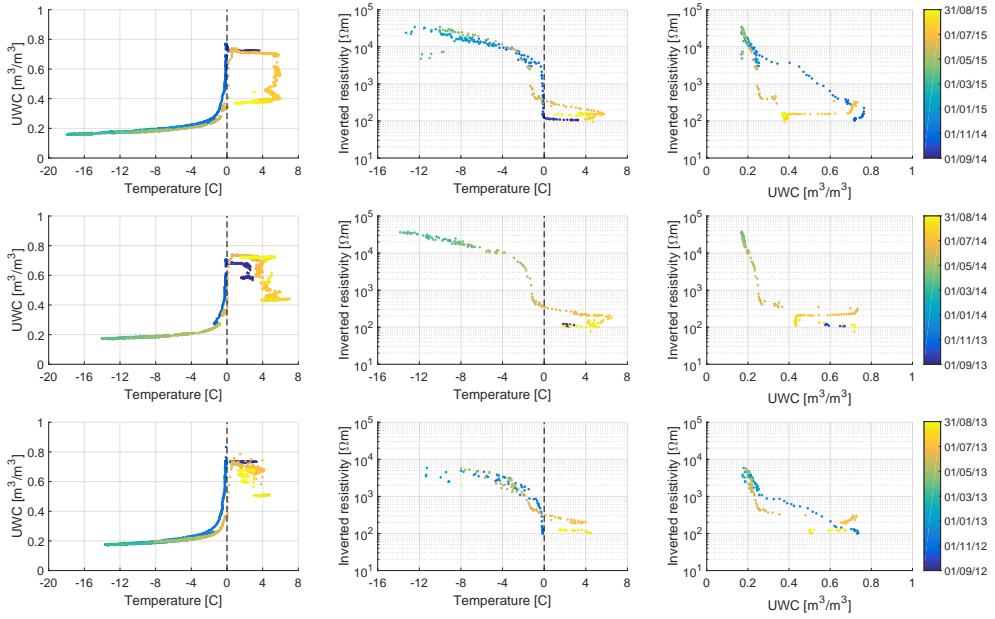 1
0.8
0.6
0.4
0.2
0
UWC [m³/m³]
-20 -16 -12 -8 -4 0 4 8
Temperature [C]
10⁵
10⁴
10³
10²
10¹
Inverted resistivity [Ωm]
-16 -12 -8 -4 0 4 8
Temperature [C]
10⁵
10⁴
10³
10²
10¹
Inverted resistivity [Ωm]
0 0.2 0.4 0.6 0.8 1
UWC [m³/m³]
31/08/15
01/07/15
01/05/15
01/03/15
01/01/15
01/11/14
01/09/14
1
0.8
0.6
0.4
0.2
0
UWC [m³/m³]
-20 -16 -12 -8 -4 0 4 8
Temperature [C]
10⁵
10⁴
10³
10²
10¹
Inverted resistivity [Ωm]
-16 -12 -8 -4 0 4 8
Temperature [C]
10⁵
10⁴
10³
10²
10¹
Inverted resistivity [Ωm]
0 0.2 0.4 0.6 0.8 1
UWC [m³/m³]
31/08/14
01/07/14
01/05/14
01/03/14
01/01/14
01/11/13
01/09/13
1
0.8
0.6
0.4
0.2
0
UWC [m³/m³]
-20 -16 -12 -8 -4 0 4 8
Temperature [C]
10⁵
10⁴
10³
10²
10¹
Inverted resistivity [Ωm]
-16 -12 -8 -4 0 4 8
Temperature [C]
10⁵
10⁴
10³
10²
10¹
Inverted resistivity [Ωm]
0 0.2 0.4 0.6 0.8 1
UWC [m³/m³]
31/08/13
01/07/13
01/05/13
01/03/13
01/01/13
01/11/12
01/09/12